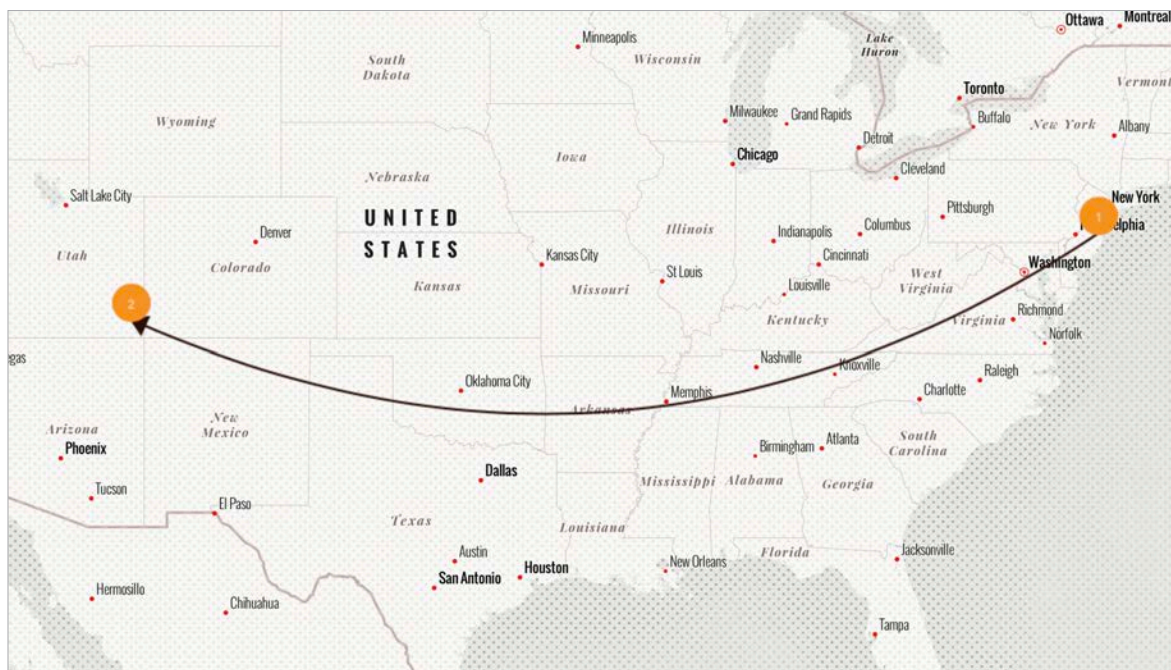 Ottawa
Montreal
Minneapolis
Lake
Huron
South
Dakota
Wisconsin
Vermont
Toronto
Wyoming
Milwaukee
Grand Rapids
Buffalo
New York
Albany
Detroit
Iowa
Chicago
Cleveland
Nebraska
Salt Lake City
New York
1
UNITED
STATES
Pittsburgh
Denver
Illinois
Indianapolis
Columbus
Utah
Colorado
Kansas City
Cincinnati
Washington
St Louis
West
Virginia
Kansas
Missouri
Louisville
2
Richmond
Kentucky
Virginia
Norfolk
egas
Nashville
Knoxville
Raleigh
Oklahoma City
Memphis
Charlotte
Arkansas
New
Mexico
Arizona
Phoenix
South
Carolina
Birmingham
Atlanta
Dallas
Mississippi
Alabama
Georgia
Tucson
El Paso
Texas
Louisiana
Austin
Florida
Jacksonville
New Orleans
San Antonio
Houston
Hermosillo
Chihuahua
Tampa